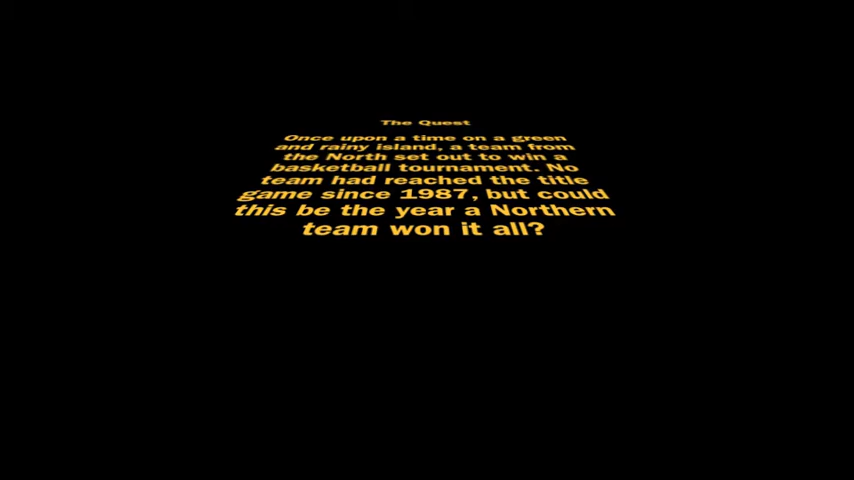 The Quest
Once upon a time on a green
and rainy island, a team from
the North set out to win a
basketball tournament. No
team had reached the title
game since 1987, but could
this be the year a Northern
team won it all?